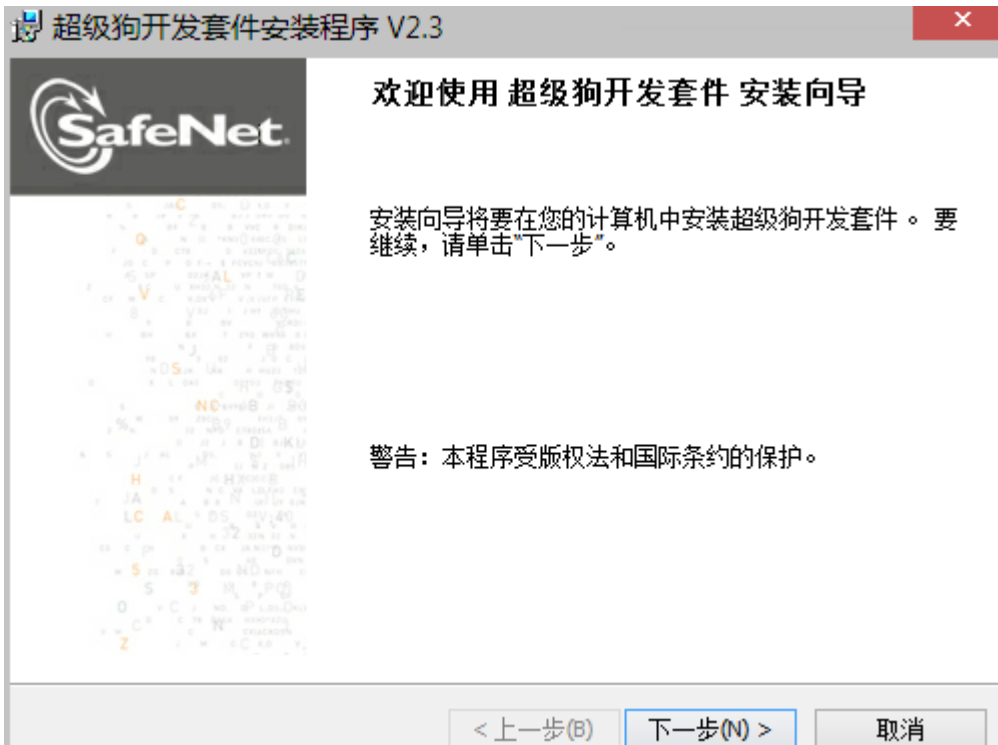 超级狗开发套件安装程序 V2.3
SafeNet.
欢迎使用 超级狗开发套件 安装向导
安装向导将要在您的计算机中安装超级狗开发套件 。 要
继续，请单击"下一步"。
警告：本程序受版权法和国际条约的保护。
<上一步(B)
下一步(N) >
取消